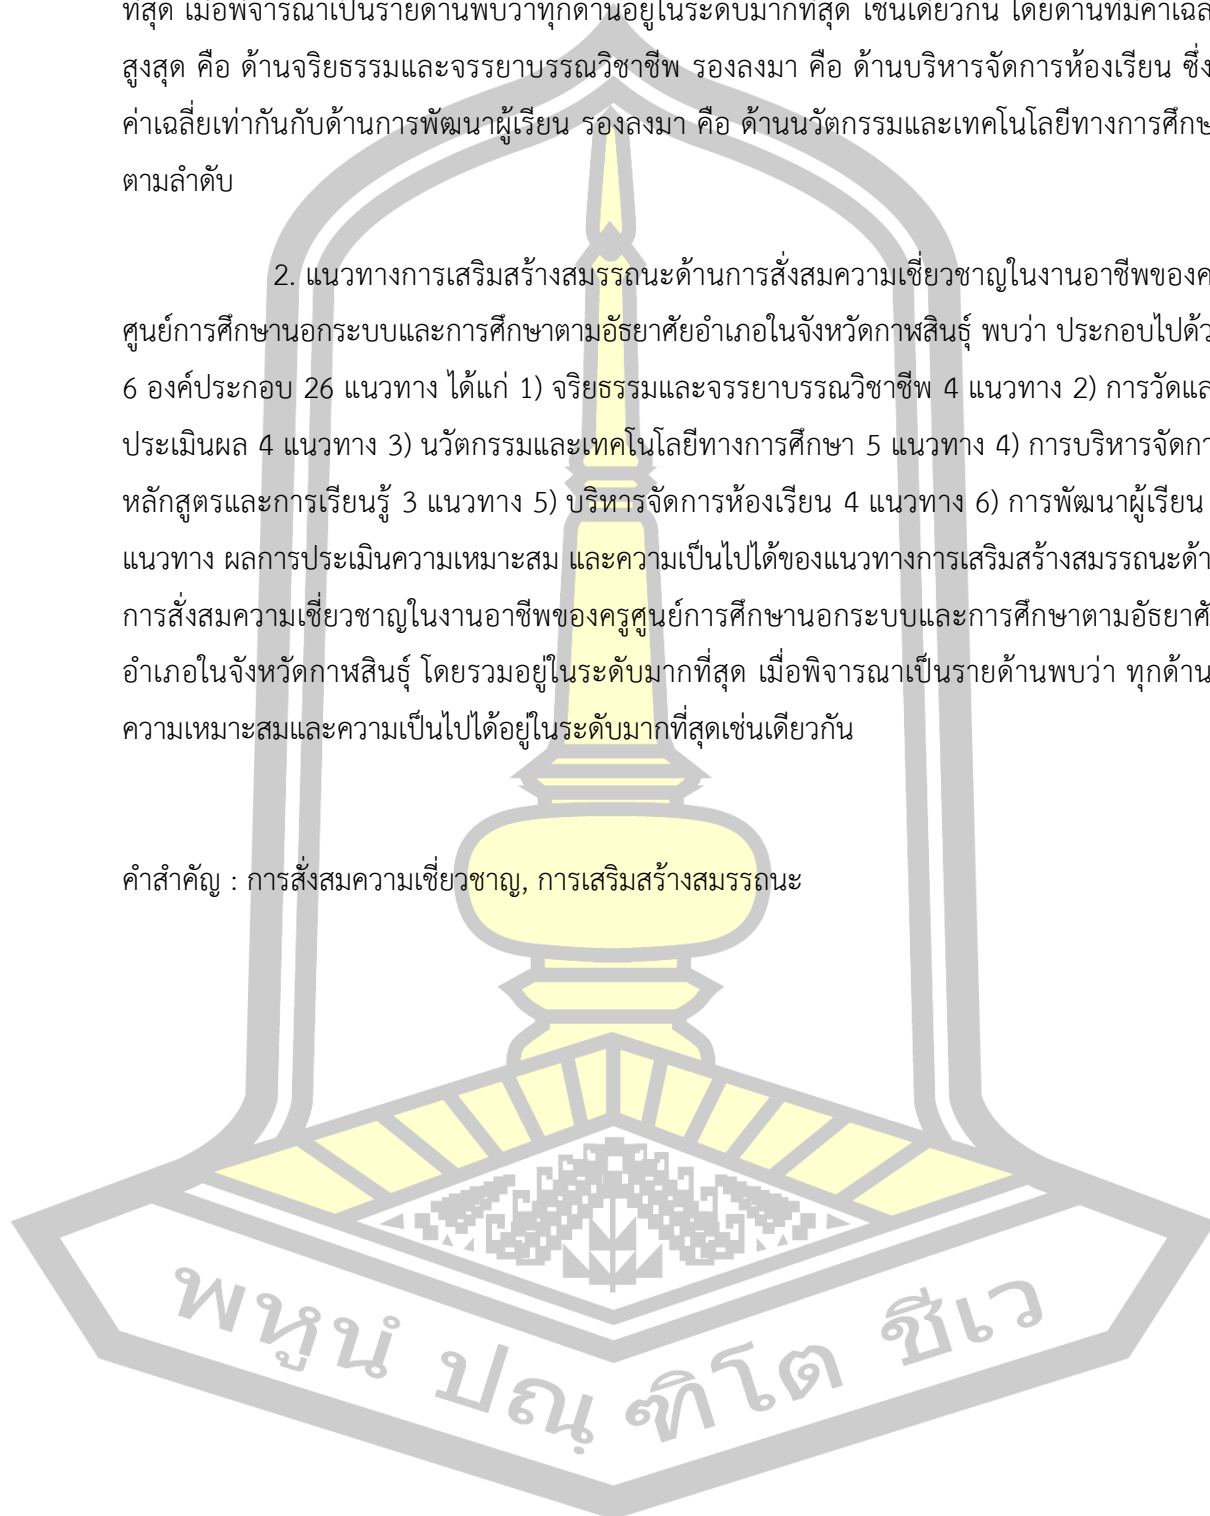 ที่สุด เมื่อพิจารณาเป็นรายด้านพบว่าทุกด้านอยู่ในระดับมากที่สุด เช่นเดียวกัน โดยด้านที่มีค่าเฉล
สูงสุด คือ ด้านจริยธรรมและจรรยาบรรณวิชาชีพ รองลงมา คือ ด้านบริหารจัดการห้องเรียน ซึ่ง
ค่าเฉลี่ยเท่ากันกับด้านการพัฒนาผู้เรียน รองลงมา คือ ด้านนวัตกรรมและเทคโนโลยีทางการศึกษ
ตามลำดับ
2. แนวทางการเสริมสร้างสมรรถนะด้านการสั่งสมความเชี่ยวชาญในงานอาชีพของค
ศูนย์การศึกษานอกระบบและการศึกษาตามอัธยาศัยอำเภอในจังหวัดกาฬสินธุ์ พบว่า ประกอบไปด้ว
6 องค์ประกอบ 26 แนวทาง ได้แก่ 1) จริยธรรมและจรรยาบรรณวิชาชีพ 4 แนวทาง 2) การวัดแล
ประเมินผล 4 แนวทาง 3) นวัตกรรมและเทคโนโลยีทางการศึกษา 5 แนวทาง 4) การบริหารจัดกา
หลักสูตรและการเรียนรู้ 3 แนวทาง 5) บริหารจัดการห้องเรียน 4 แนวทาง 6) การพัฒนาผู้เรียน
แนวทาง ผลการประเมินความเหมาะสม และความเป็นไปได้ของแนวทางการเสริมสร้างสมรรถนะด้า
การสั่งสมความเชี่ยวชาญในงานอาชีพของครูศูนย์การศึกษานอกระบบและการศึกษาตามอัธยาศั
อำเภอในจังหวัดกาฬสินธุ์ โดยรวมอยู่ในระดับมากที่สุด เมื่อพิจารณาเป็นรายด้านพบว่า ทุกด้าน
ความเหมาะสมและความเป็นไปได้อยู่ในระดับมากที่สุดเช่นเดียวกัน
คำสำคัญ : การสั่งสมความเชี่ยวชาญ, การเสริมสร้างสมรรถนะ
พหูนํ ปณฺ ฑิโต ชีเว